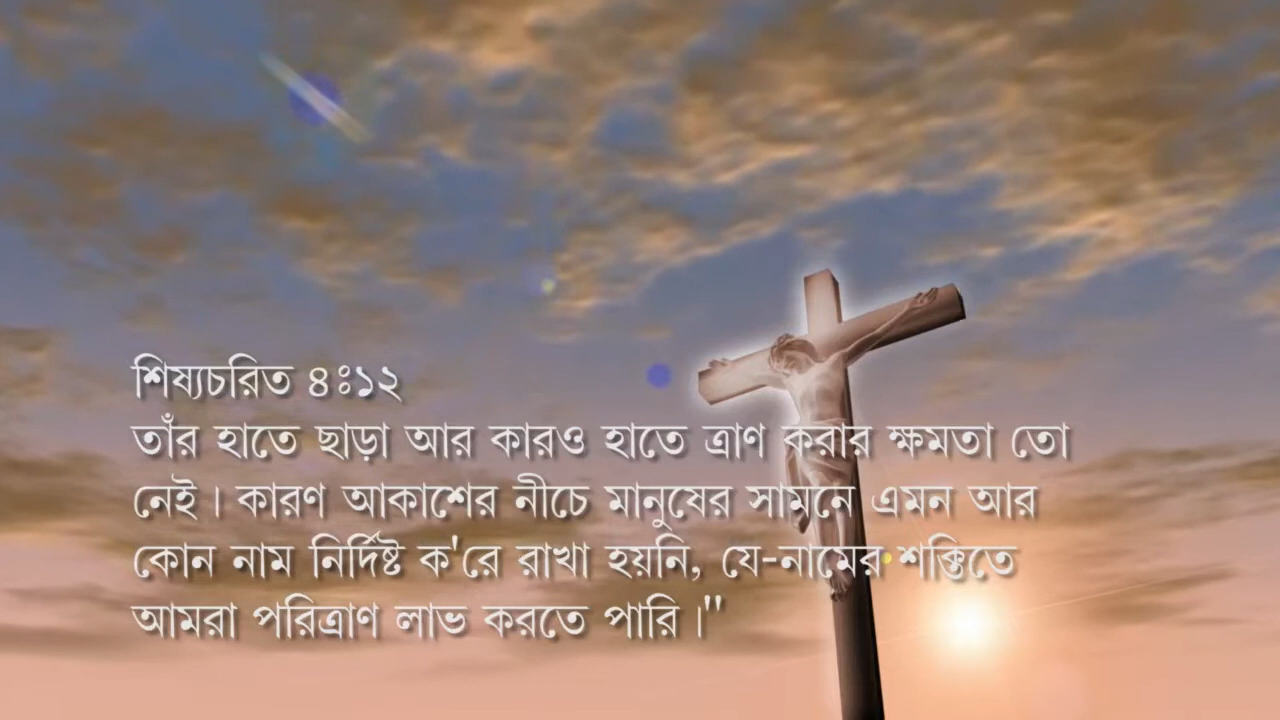 শিষ্যচরিত ৪ঃ১২
তাঁর হাতে ছাড়া আর কারও হাতে ত্রাণ করার ক্ষমতা তো
নেই। কারণ আকাশের নীচে মানুষের সামনে এমন আর
কোন নাম নির্দিষ্ট ক'রে রাখা হয়নি, যে-নামের শক্তিতে
আমরা পরিত্রাণ লাভ করতে পারি।"